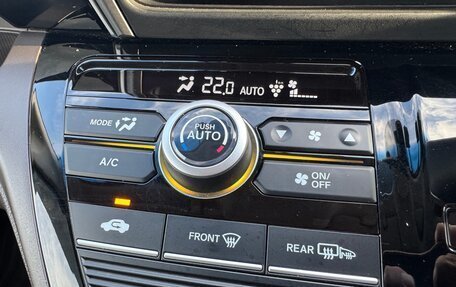 22.0 AUTO
MODE
PUSH
AUTO
A/C
ON/
OFF
FRONT
REAR